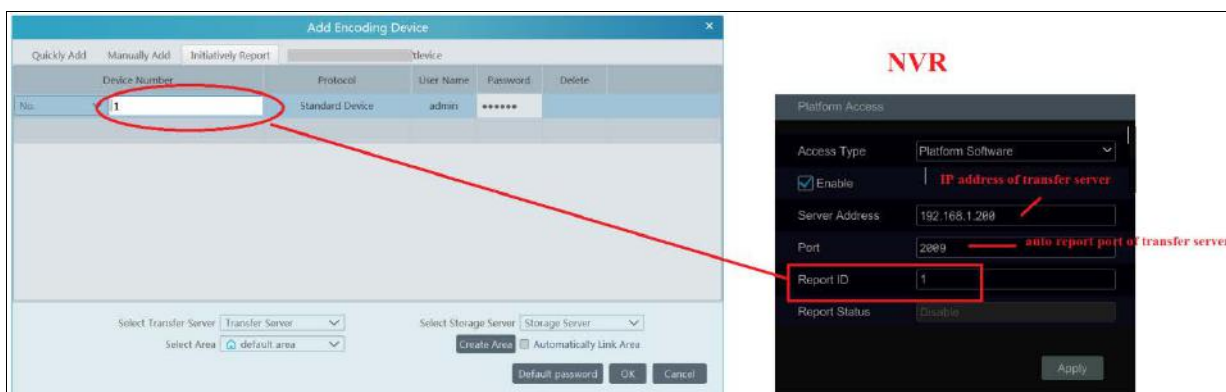 Add Encoding Device
Quickly Add Manually Add Initiatively Report
Device Number Protocol User Name Password Delete
No. 1 Standard Device admin ●●●●●●
Select Transfer Server Transfer Server Select Storage Server Storage Server
Select Area default area Create Area Automatically Link Area
Default password OK Cancel
NVR
Platform Access
Access Type Platform Software
Enable IP address of transfer server
Server Address 192.168.1.200
Port 2009 auto report port of transfer server
Report ID 1
Report Status Disable
Apply